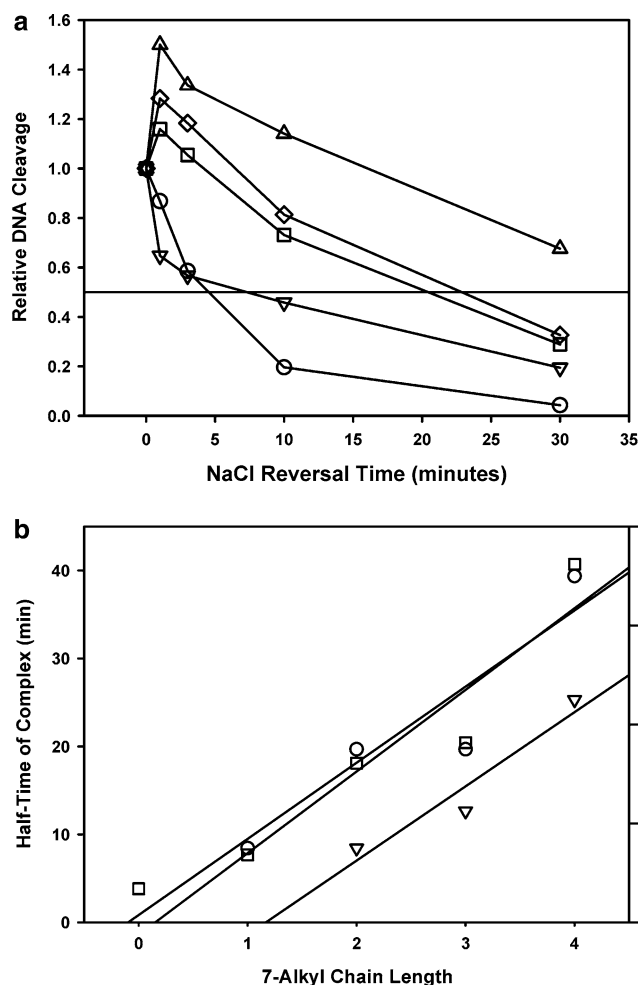 a
Relative DNA Cleavage
1.6
1.4
1.2
1.0
0.8
0.6
0.4
0.2
0.0
0 5 10 15 20 25 30 35
NaCl Reversal Time (minutes)
b
Half-Time of Complex (min)
40
30
20
10
0
0 1 2 3 4
7-Alkyl Chain Length